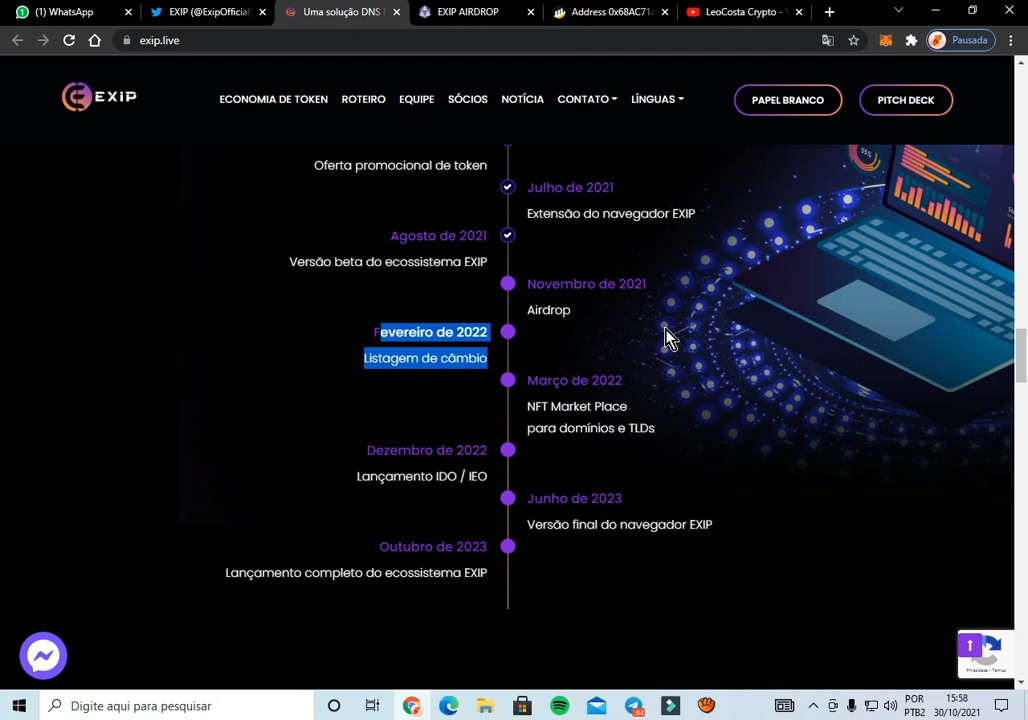 (1) WhatsApp
EXIP (@ExipOfficial
Uma solução DNS
EXIP AIRDROP
Address 0x68AC71
LeoCosta Crypto - Y
exip.live
Pausada
EXIP
ECONOMIA DE TOKEN
ROTEIRO
EQUIPE
SÓCIOS
NOTÍCIA
CONTATO
LÍNGUAS
PAPEL BRANCO
PITCH DECK
Oferta promocional de token
Julho de 2021
Extensão do navegador EXIP
Agosto de 2021
Versão beta do ecossistema EXIP
Novembro de 2021
Airdrop
Fevereiro de 2022
Listagem de câmbio
Março de 2022
NFT Market Place
para domínios e TLDs
Dezembro de 2022
Lançamento IDO / IEO
Junho de 2023
Versão final do navegador EXIP
Outubro de 2023
Lançamento completo do ecossistema EXIP
Privacidade - Termos
Digite aqui para pesquisar
94
POR
PTB2
15:58
30/10/2021